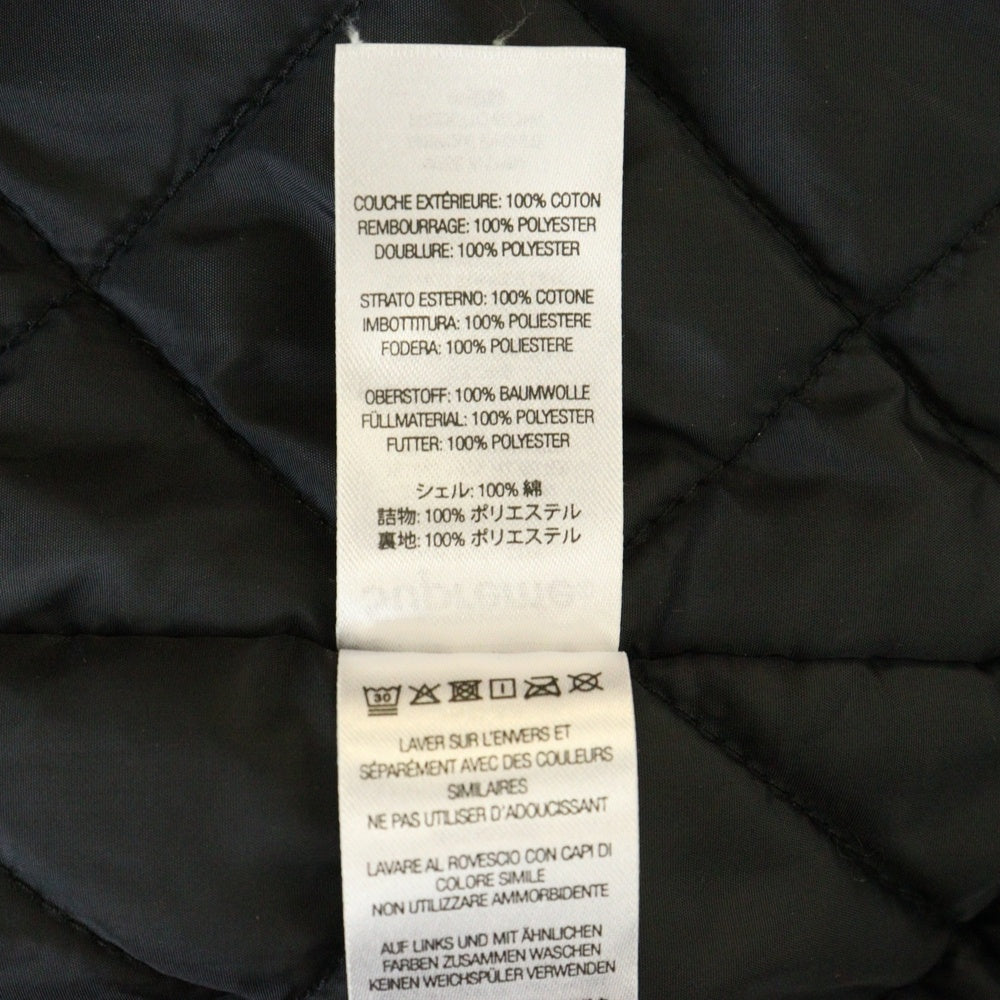 COUCHE EXTÉRIEURE: 100% COTON
REMBOURRAGE: 100% POLYESTER
DOUBLURE: 100% POLYESTER
STRATO ESTERNO: 100% COTONE
IMBOTTITURA: 100% POLIESTERE
FODERA: 100% POLIESTERE
OBERSTOFF: 100% BAUMWOLLE
FÜLLMATERIAL: 100% POLYESTER
FUTTER: 100% POLYESTER
シェル: 100% 綿
詰物: 100% ポリエステル
裏地: 100% ポリエステル
30
LAVER SUR L'ENVERS ET
SÉPARÉMENT AVEC DES COULEURS
SIMILAIRES
NE PAS UTILISER D'ADOUCISSANT
LAVARE AL ROVESCIO CON CAPI DI
COLORE SIMILE
NON UTILIZZARE AMMORBIDENTE
AUF LINKS UND MIT ÄHNLICHEN
FARBEN ZUSAMMEN WASCHEN
KEINEN WEICHSPÜLER VERWENDEN